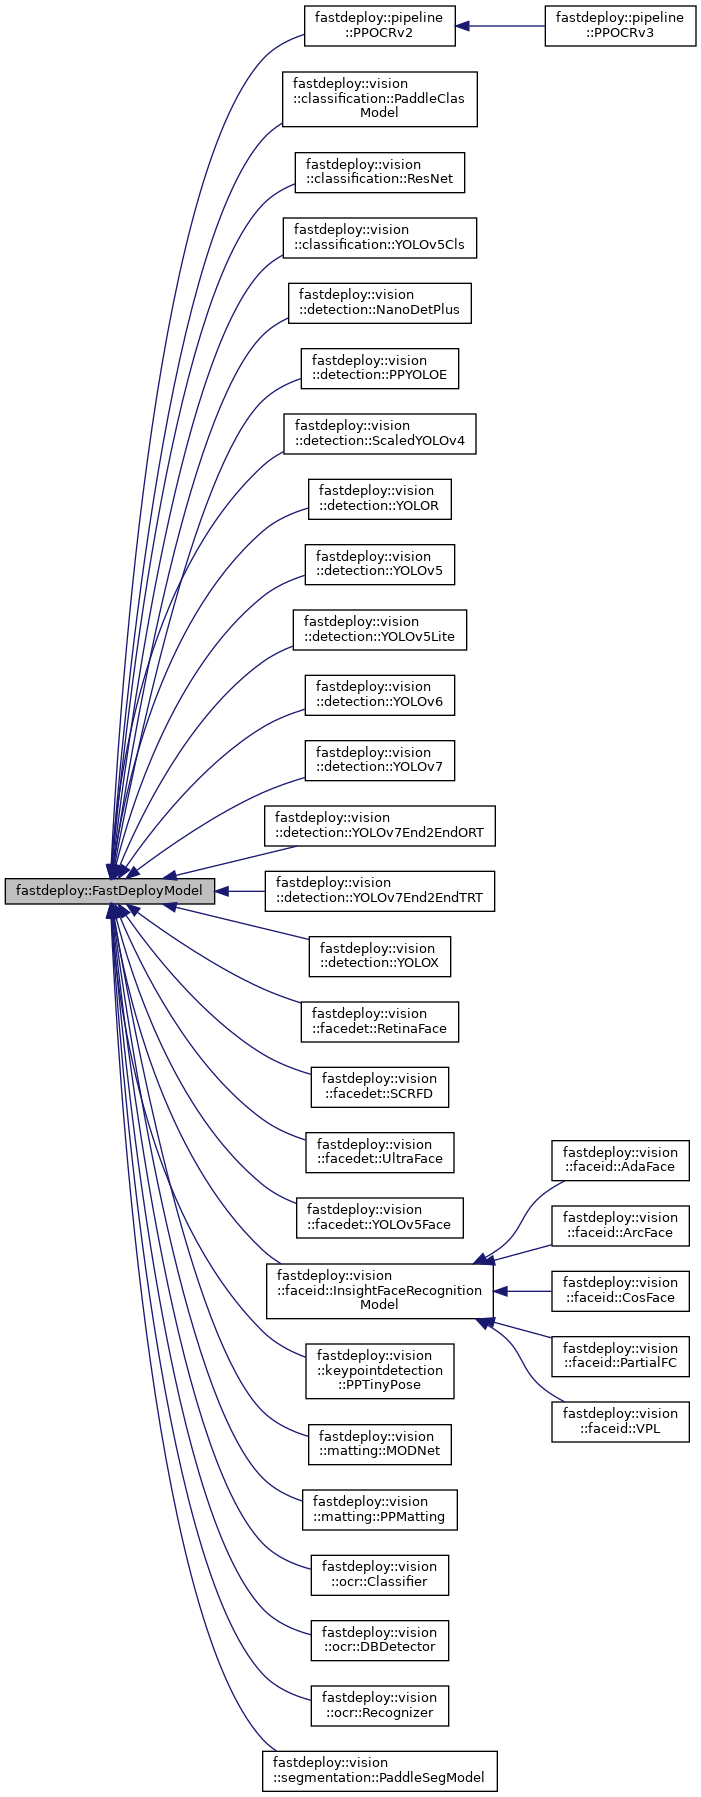 fastdeploy::pipeline
::PPOCRv2
fastdeploy::pipeline
::PPOCRv3
fastdeploy::vision
::classification::PaddleClas
Model
fastdeploy::vision
::classification::ResNet
fastdeploy::vision
::classification::YOLOv5Cls
fastdeploy::vision
::detection::NanoDetPlus
fastdeploy::vision
::detection::PPYOLOE
fastdeploy::vision
::detection::ScaledYOLOv4
fastdeploy::vision
::detection::YOLOR
fastdeploy::vision
::detection::YOLOv5
fastdeploy::vision
::detection::YOLOv5Lite
fastdeploy::vision
::detection::YOLOv6
fastdeploy::vision
::detection::YOLOv7
fastdeploy::vision
::detection::YOLOv7End2EndORT
fastdeploy::FastDeployModel
fastdeploy::vision
::detection::YOLOv7End2EndTRT
fastdeploy::vision
::detection::YOLOX
fastdeploy::vision
::facedet::RetinaFace
fastdeploy::vision
::facedet::SCRFD
fastdeploy::vision
::facedet::UltraFace
fastdeploy::vision
::facedet::YOLOv5Face
fastdeploy::vision
::faceid::InsightFaceRecognition
Model
fastdeploy::vision
::faceid::AdaFace
fastdeploy::vision
::faceid::ArcFace
fastdeploy::vision
::faceid::CosFace
fastdeploy::vision
::faceid::PartialFC
fastdeploy::vision
::faceid::VPL
fastdeploy::vision
::keypointdetection
::PPTinyPose
fastdeploy::vision
::matting::MODNet
fastdeploy::vision
::matting::PPMatting
fastdeploy::vision
::ocr::Classifier
fastdeploy::vision
::ocr::DBDetector
fastdeploy::vision
::ocr::Recognizer
fastdeploy::vision
::segmentation::PaddleSegModel